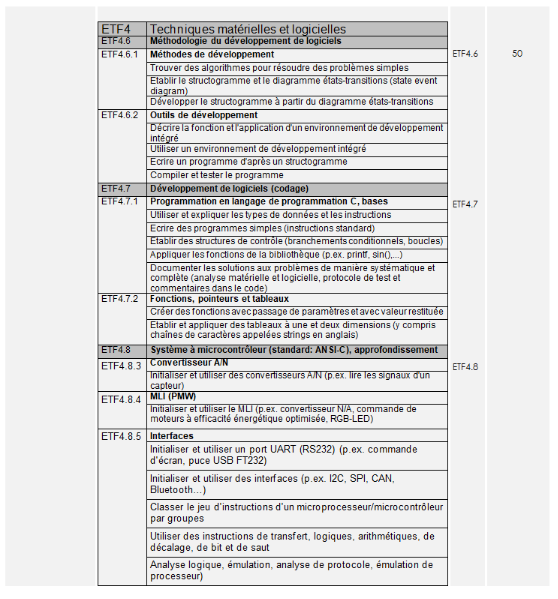 ETF4 Techniques matérielles et logicielles
ETF4.6 Méthodologie du développement de logiciels
ETF4.6.1 Méthodes de développement ETF4.6 50
Trouver des algorithmes pour résoudre des problèmes simples
Etablir le structogramme et le diagramme états-transitions (state event
diagram)
Développer le structogramme à partir du diagramme états-transitions
ETF4.6.2 Outils de développement
Décrire la fonction et l'application d'un environnement de développement
intégré
Utiliser un environnement de développement intégré
Ecrire un programme d'après un structogramme
Compiler et tester le programme
ETF4.7 Développement de logiciels (codage)
ETF4.7.1 Programmation en langage de programmation C, bases ETF4.7
Utiliser et expliquer les types de données et les instructions
Ecrire des programmes simples (instructions standard)
Etablir des structures de contrôle (branchements conditionnels, boucles)
Appliquer les fonctions de la bibliothèque (p.ex. printf, sin(),...)
Documenter les solutions aux problèmes de manière systématique et
complète (analyse matérielle et logicielle, protocole de test et
commentaires dans le code)
ETF4.7.2 Fonctions, pointeurs et tableaux
Créer des fonctions avec passage de paramètres et avec valeur restituée
Etablir et appliquer des tableaux à une et deux dimensions (y compris
chaînes de caractères appelées strings en anglais)
ETF4.8 Système à microcontrôleur (standard: ANSI-C), approfondissement
ETF4.8.3 Convertisseur A/N ETF4.8
Initialiser et utiliser des convertisseurs A/N (p.ex. lire les signaux d'un
capteur)
ETF4.8.4 MLI (PMW)
Initialiser et utiliser le MLI (p.ex. convertisseur N/A, commande de
moteurs à efficacité énergétique optimisée, RGB-LED)
ETF4.8.5 Interfaces
Initialiser et utiliser un port UART (RS232) (p.ex. commande
d'écran, puce USB FT232)
Initialiser et utiliser des interfaces (p.ex. I2C, SPI, CAN,
Bluetooth…)
Classer le jeu d'instructions d'un microprocesseur/microcontrôleur
par groupes
Utiliser des instructions de transfert, logiques, arithmétiques, de
décalage, de bit et de saut
Analyse logique, émulation, analyse de protocole, émulation de
processeur)